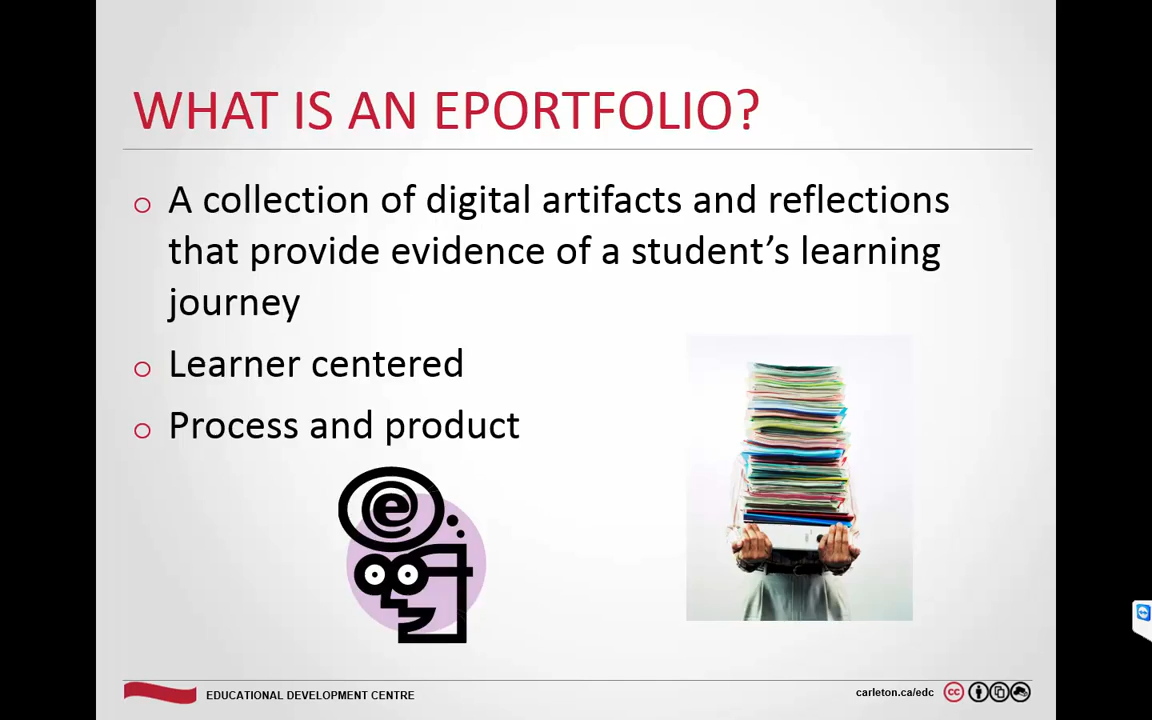 WHAT IS AN EPORTFOLIO?
o A collection of digital artifacts and reflections
that provide evidence of a student’s learning
journey
o Learner centered
o Process and product
e
EDUCATIONAL DEVELOPMENT CENTRE
carleton.ca/edc
cc